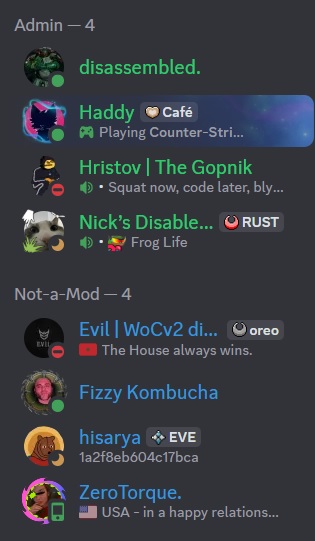 Admin — 4
disassembled.
Haddy Café
Playing Counter-Stri...
Hristov | The Gopnik
• Squat now, code later, bly...
Nick's Disable... RUST
• Frog Life
Not-a-Mod — 4
Evil | WoCv2 di... oreo
The House always wins.
Fizzy Kombucha
hisarya EVE
1a2f8eb604c17bca
ZeroTorque.
USA - in a happy relations...